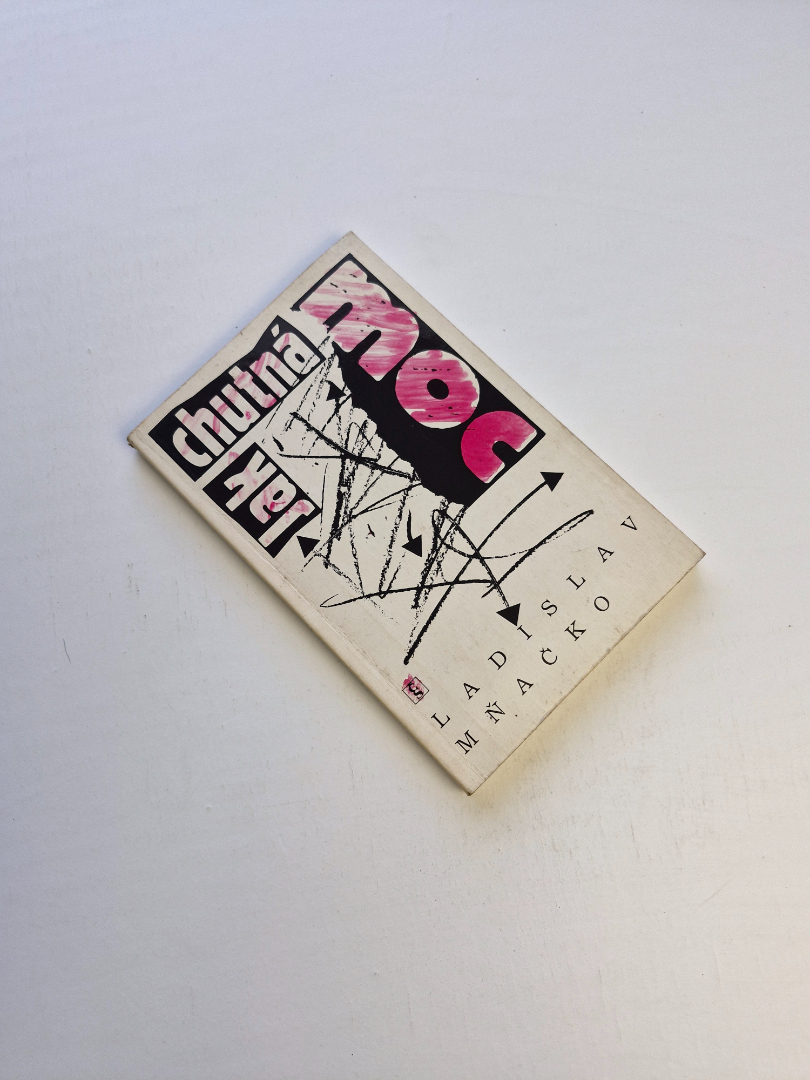 Jak
chutná
moc
LADISLAV
MŇAČKO